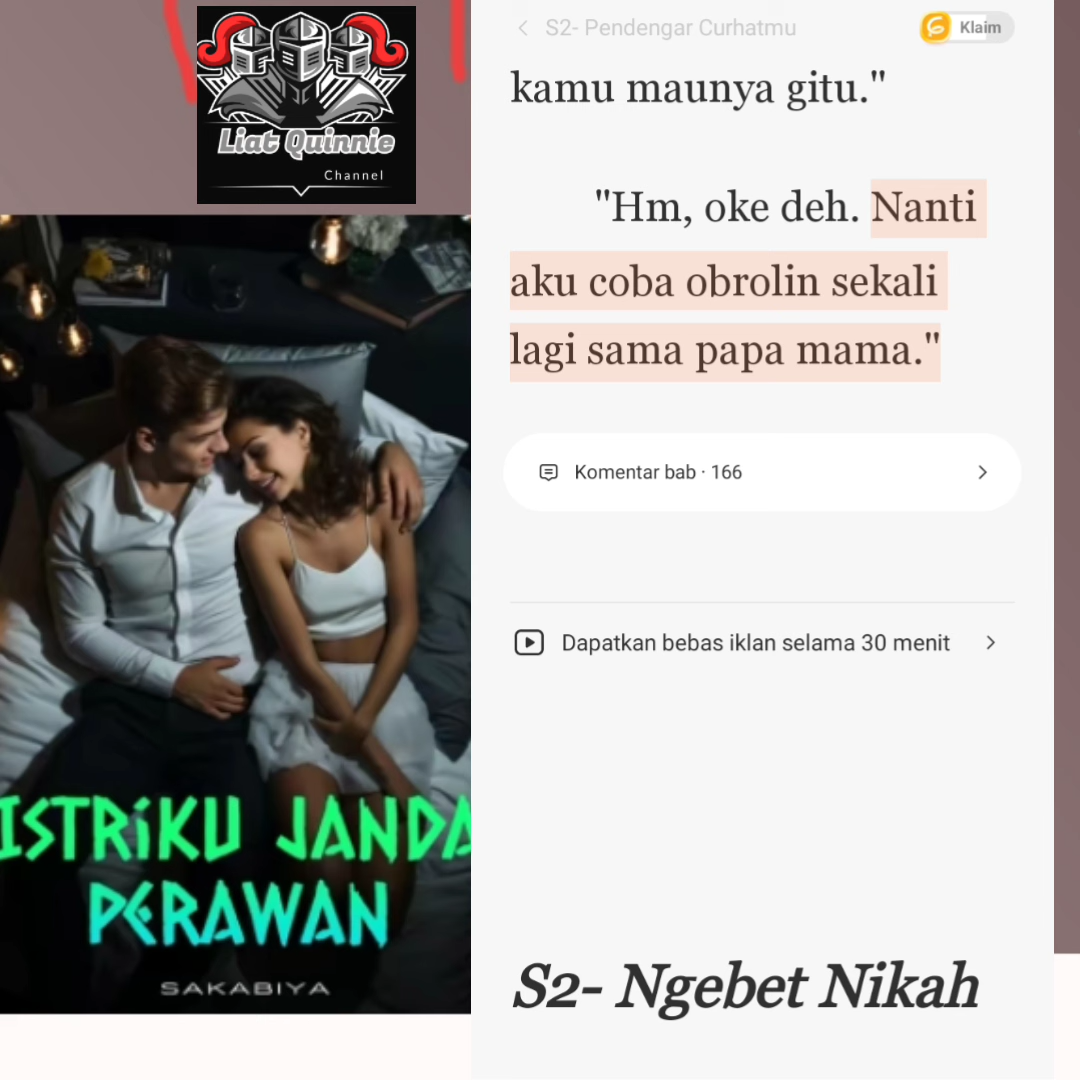 Liat Quinnie
Channel
ISTRIKU JANDA
PERAWAN
SAKABIYA
S2- Pendengar Curhatmu
Klaim
kamu maunya gitu."
"Hm, oke deh. Nanti
aku coba obrolin sekali
lagi sama papa mama."
Komentar bab · 166
Dapatkan bebas iklan selama 30 menit
S2- Ngebet Nikah